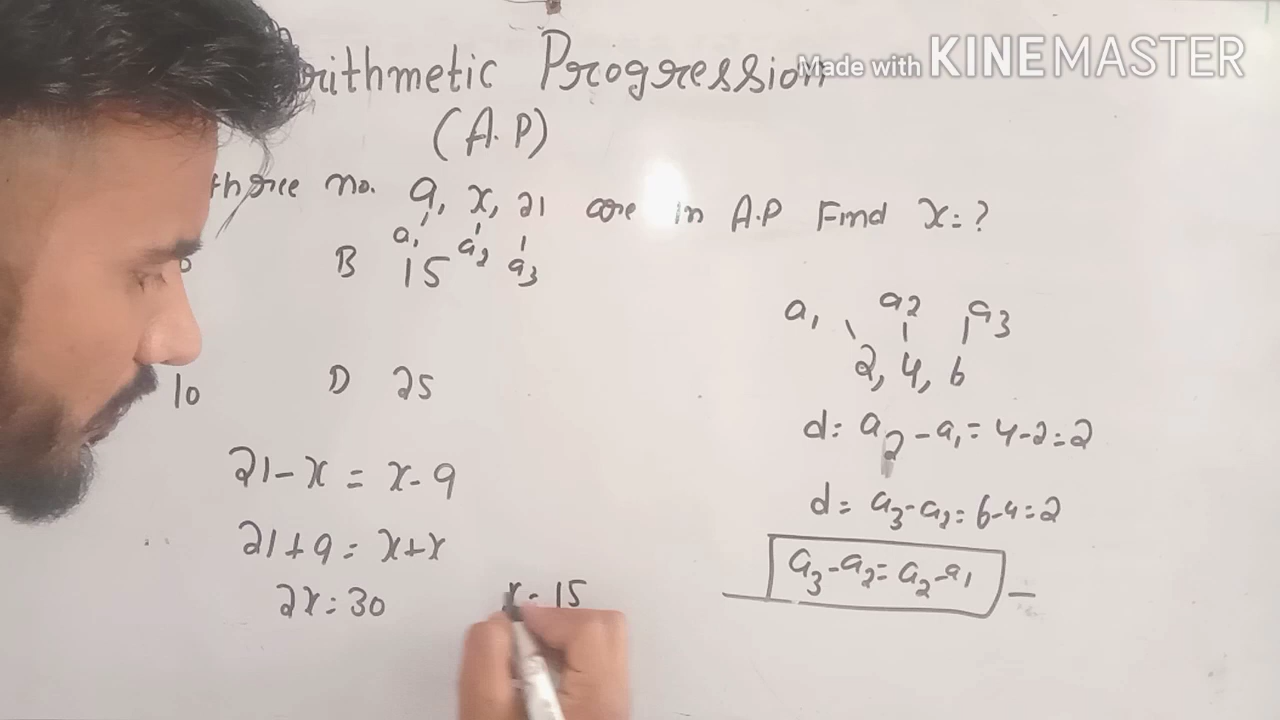 Arithmetic Progression
Made with KINEMASTER
(A.P)
three no. 9, x, 21 are in A.P Find x=?
a1 a2 a3
B 15
10
D 25
a1 a2 a3
2, 4, 6
d= a2-a1= 4-2=2
d= a3-a2= 6-4=2
a3-a2= a2-a1
21-x = x-9
21+9= x+x
2x=30
x=15